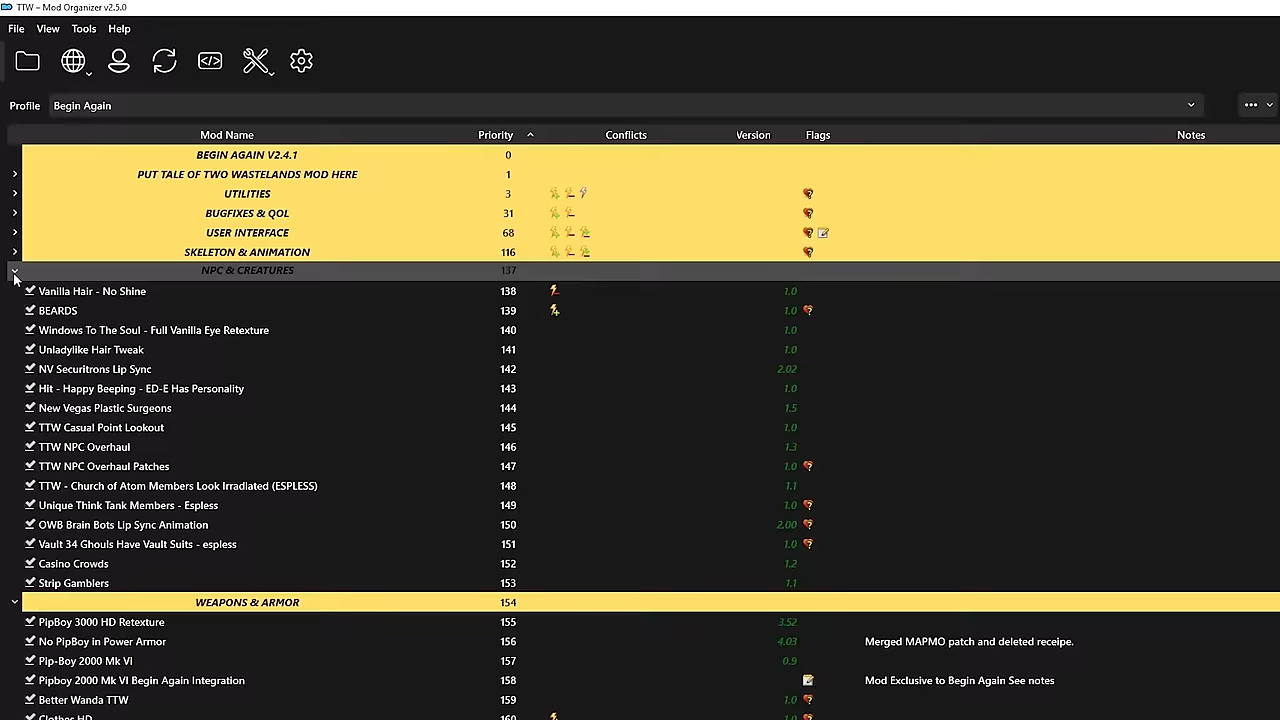 TTW – Mod Organizer v2.5.0
File View Tools Help
Profile Begin Again
Mod Name Priority Conflicts Version Flags Notes
BEGIN AGAIN V2.4.1 0
PUT TALE OF TWO WASTELANDS MOD HERE 1
UTILITIES 3
BUGFIXES & QOL 31
USER INTERFACE 68
SKELETON & ANIMATION 116
NPC & CREATURES 137
Vanilla Hair - No Shine 138 1.0
BEARDS 139 1.0
Windows To The Soul - Full Vanilla Eye Retexture 140 1.0
Unladylike Hair Tweak 141 1.0
NV Securitrons Lip Sync 142 2.02
Hit - Happy Beeping - ED-E Has Personality 143 1.0
New Vegas Plastic Surgeons 144 1.5
TTW Casual Point Lookout 145 1.0
TTW NPC Overhaul 146 1.3
TTW NPC Overhaul Patches 147 1.0
TTW - Church of Atom Members Look Irradiated (ESPLESS) 148 1.1
Unique Think Tank Members - Espless 149 1.0
OWB Brain Bots Lip Sync Animation 150 2.00
Vault 34 Ghouls Have Vault Suits - espless 151 1.0
Casino Crowds 152 1.2
Strip Gamblers 153 1.1
WEAPONS & ARMOR 154
PipBoy 3000 HD Retexture 155 3.52
No PipBoy in Power Armor 156 4.03 Merged MAPMO patch and deleted receipe.
Pip-Boy 2000 Mk VI 157 0.9
Pipboy 2000 Mk VI Begin Again Integration 158 Mod Exclusive to Begin Again See notes
Better Wanda TTW 159 1.0
Clothes HD 160 1.0